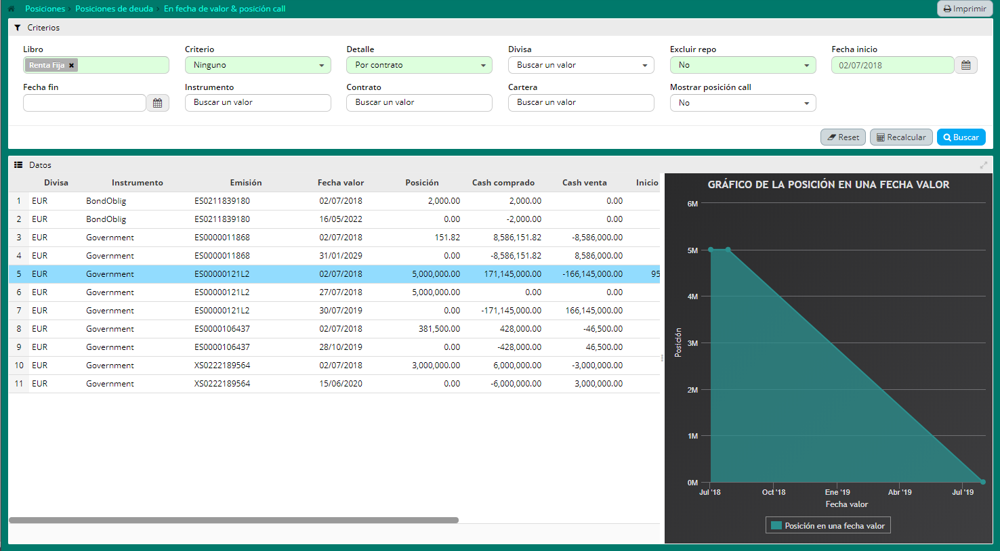 Posiciones › Posiciones de deuda › En fecha de valor & posición call
Imprimir
Criterios
Libro Criterio Detalle Divisa Excluir repo Fecha inicio
Renta Fija × Ninguno Por contrato Buscar un valor No 02/07/2018
Fecha fin Instrumento Contrato Cartera Mostrar posición call
Buscar un valor Buscar un valor Buscar un valor No
Reset Recalcular Buscar
Datos
Divisa Instrumento Emisión Fecha valor Posición Cash comprado Cash venta Inicio
1 EUR BondOblig ES0211839180 02/07/2018 2,000.00 2,000.00 0.00
2 EUR BondOblig ES0211839180 16/05/2022 0.00 -2,000.00 0.00
3 EUR Government ES0000011868 02/07/2018 151.82 8,586,151.82 -8,586,000.00
4 EUR Government ES0000011868 31/01/2029 0.00 -8,586,151.82 8,586,000.00
5 EUR Government ES00000121L2 02/07/2018 5,000,000.00 171,145,000.00 -166,145,000.00 95
6 EUR Government ES00000121L2 27/07/2018 5,000,000.00 0.00 0.00
7 EUR Government ES00000121L2 30/07/2019 0.00 -171,145,000.00 166,145,000.00
8 EUR Government ES0000106437 02/07/2018 381,500.00 428,000.00 -46,500.00
9 EUR Government ES0000106437 28/10/2019 0.00 -428,000.00 46,500.00
10 EUR Government XS0222189564 02/07/2018 3,000,000.00 6,000,000.00 -3,000,000.00
11 EUR Government XS0222189564 15/06/2020 0.00 -6,000,000.00 3,000,000.00
GRÁFICO DE LA POSICIÓN EN UNA FECHA VALOR
6M
5M
4M
3M
2M
1M
0M
Posición
Jul '18 Oct '18 Ene '19 Abr '19 Jul '19
Fecha valor
Posición en una fecha valor